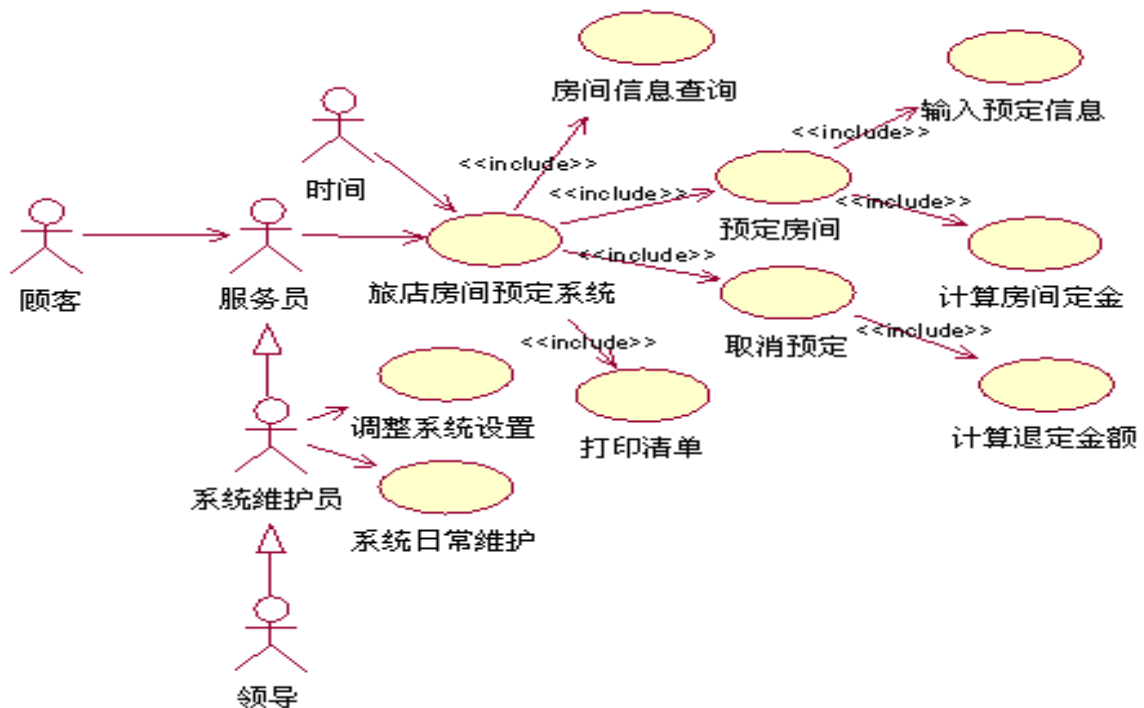 房间信息查询
输入预定信息
<<include>>
时间
<<include>>
<<include>>
<<include>>
预定房间
顾客
服务员
旅店房间预定系统
<<include>>
计算房间定金
<<include>>
取消预定
<<include>>
调整系统设置
打印清单
计算退定金额
系统维护员
系统日常维护
领导